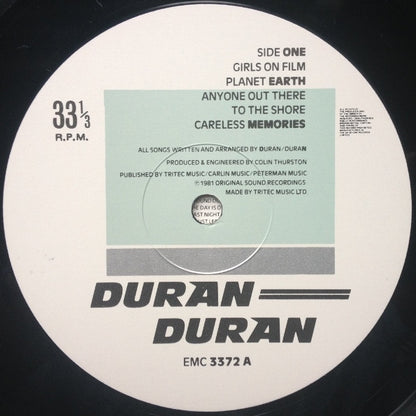 SIDE ONE
GIRLS ON FILM
PLANET EARTH
ANYONE OUT THERE
TO THE SHORE
CARELESS MEMORIES
33 1/3
R.P.M.
ALL SONGS WRITTEN AND ARRANGED BY DURAN/DURAN
PRODUCED & ENGINEERED BY COLIN THURSTON
PUBLISHED BY TRITEC MUSIC/CARLIN MUSIC/PETERMAN MUSIC
℗ 1981 ORIGINAL SOUND RECORDINGS
MADE BY TRITEC MUSIC LTD
DURAN
DURAN
EMC 3372 A